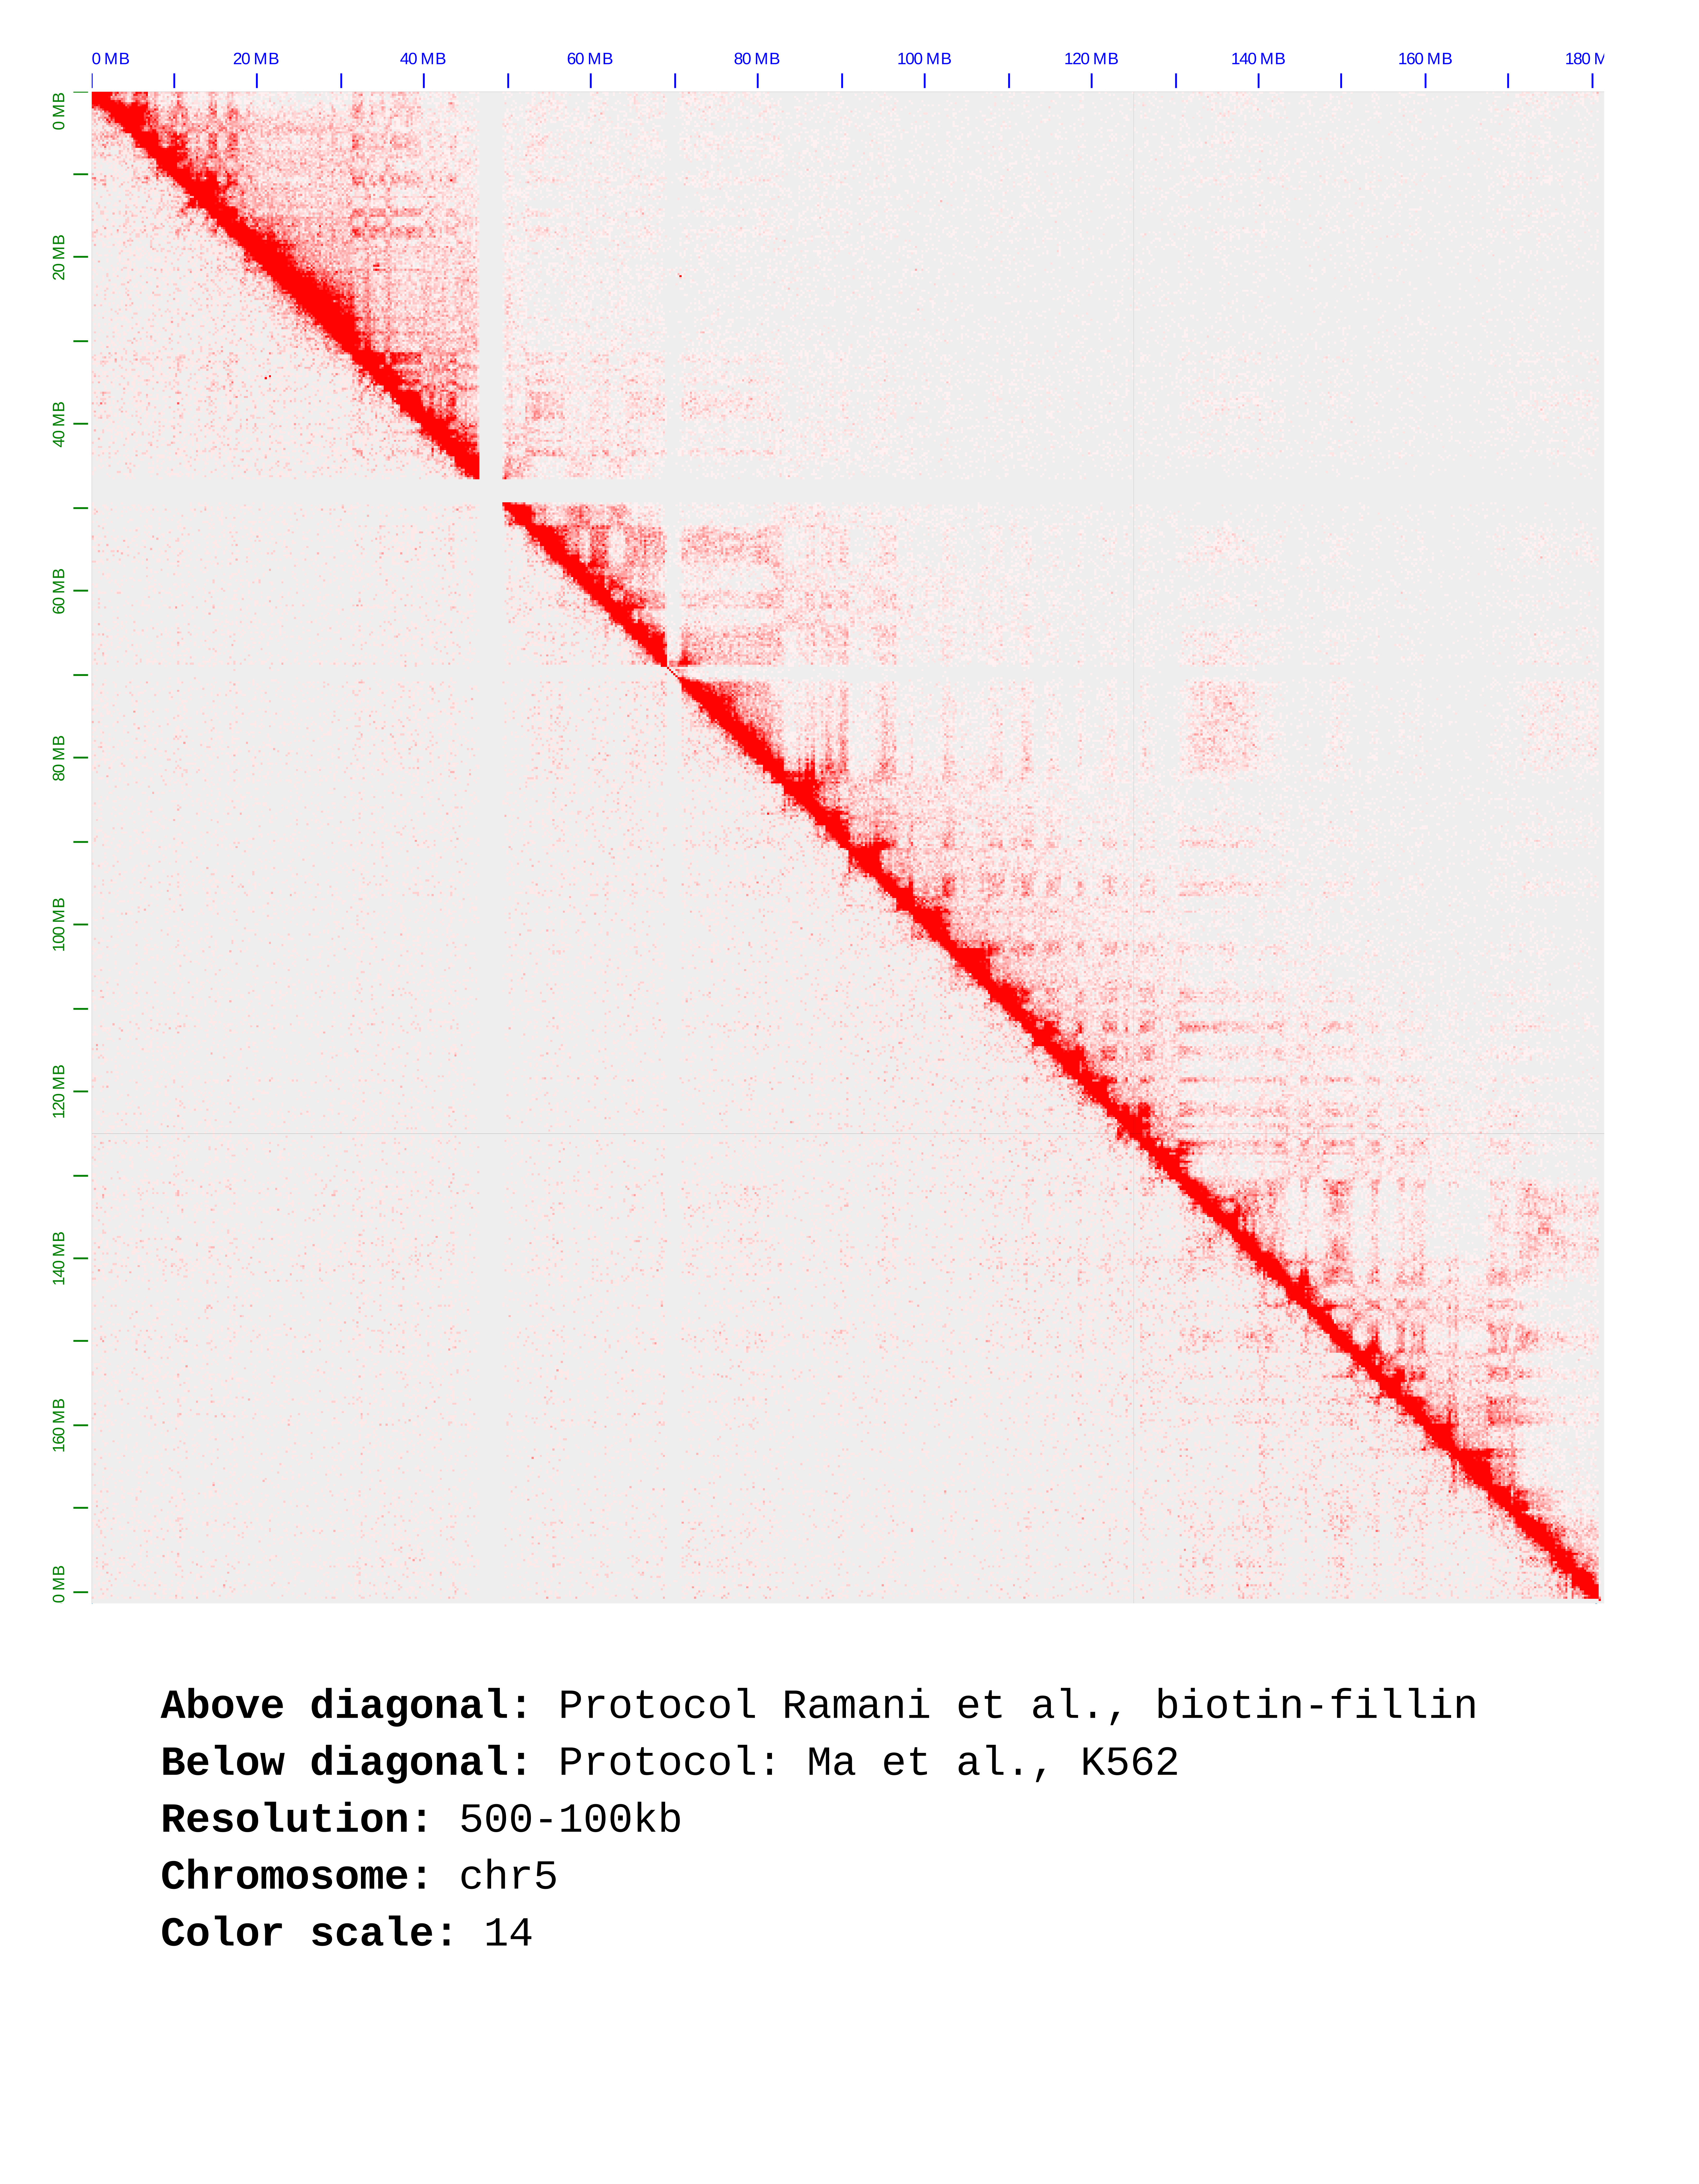 0 MB 20 MB 40 MB 60 MB 80 MB 100 MB 120 MB 140 MB 160 MB 180 M
0 MB
20 MB
40 MB
60 MB
80 MB
100 MB
120 MB
140 MB
160 MB
0 MB
Above diagonal: Protocol Ramani et al., biotin-fillin
Below diagonal: Protocol: Ma et al., K562
Resolution: 500-100kb
Chromosome: chr5
Color scale: 14